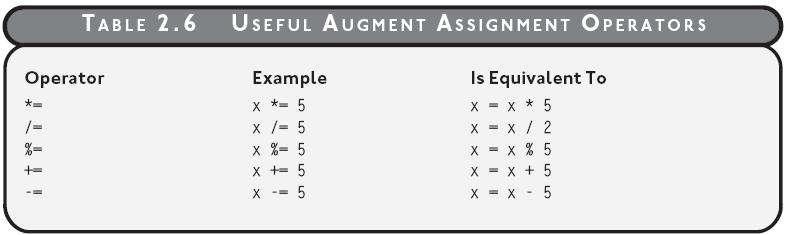 TABLE 2.6 USEFUL AUGMENT ASSIGNMENT OPERATORS
Operator Example Is Equivalent To
*= x *= 5 x = x * 5
/= x /= 5 x = x / 2
%= x %= 5 x = x % 5
+= x += 5 x = x + 5
-= x -= 5 x = x - 5